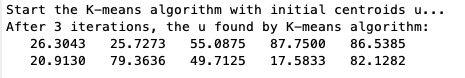 Start the K-means algorithm with initial centroids u...
After 3 iterations, the u found by K-means algorithm:
26.3043 25.7273 55.0875 87.7500 86.5385
20.9130 79.3636 49.7125 17.5833 82.1282